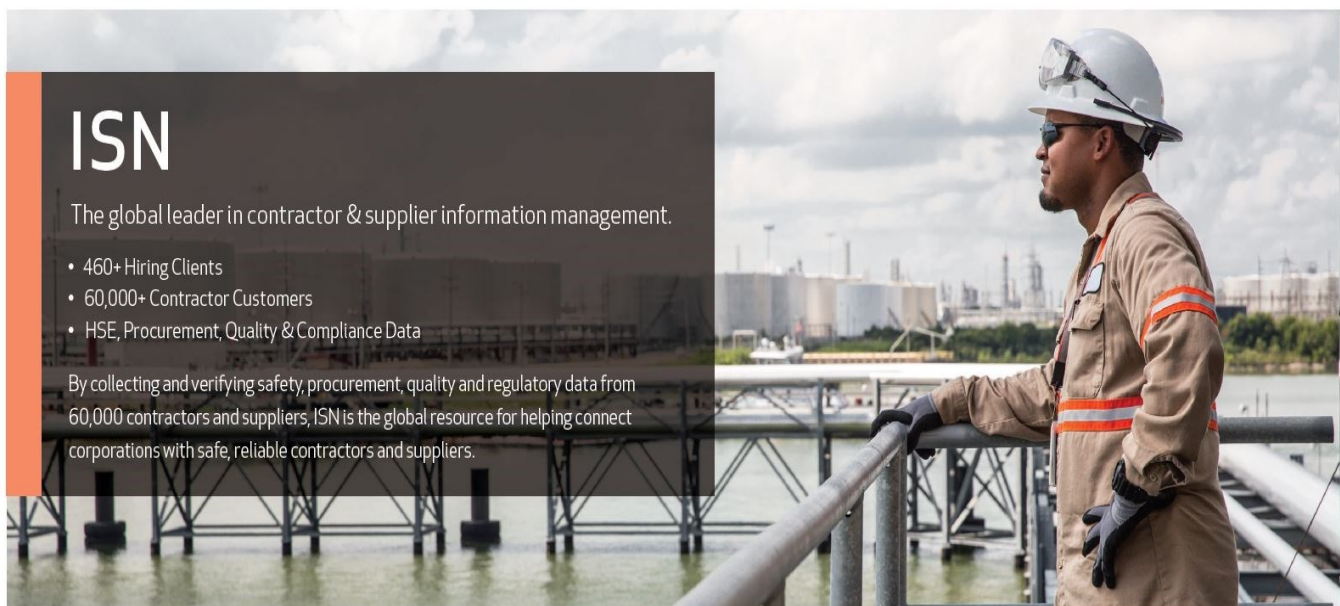 ISN
The global leader in contractor & supplier information management.
• 460+ Hiring Clients
• 60,000+ Contractor Customers
• HSE, Procurement, Quality & Compliance Data
By collecting and verifying safety, procurement, quality and regulatory data from
60,000 contractors and suppliers, ISN is the global resource for helping connect
corporations with safe, reliable contractors and suppliers.